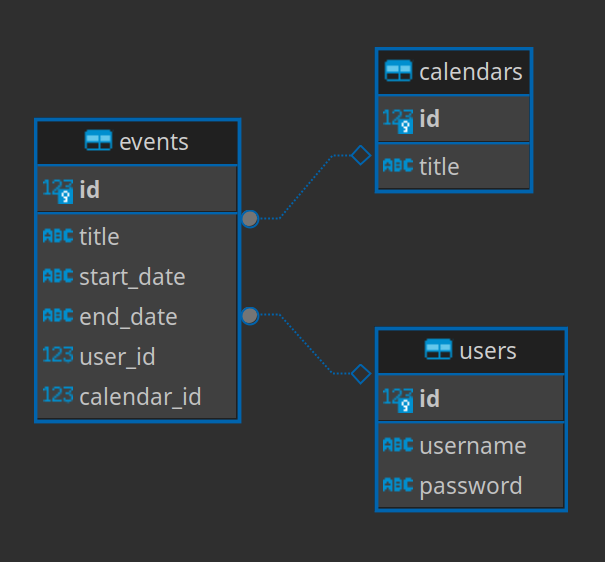 events
123 id
ABC title
ABC start_date
ABC end_date
123 user_id
123 calendar_id
calendars
123 id
ABC title
users
123 id
ABC username
ABC password